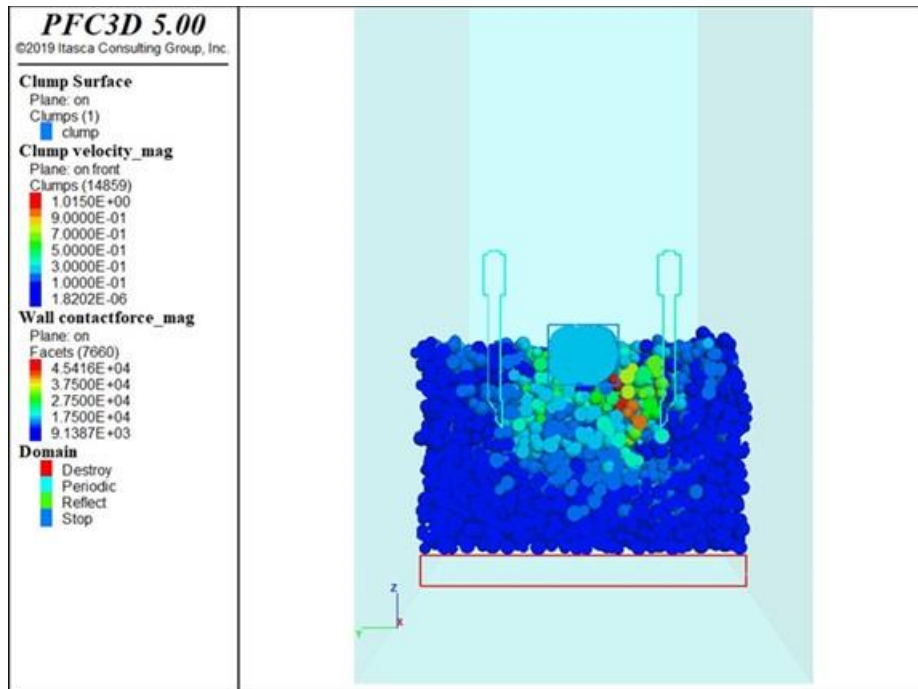 PFC3D 5.00
©2019 Itasca Consulting Group, Inc.
Clump Surface
Plane: on
Clumps (1)
clump
Clump velocity_mag
Plane: on front
Clumps (14859)
1.0150E+00
9.0000E-01
7.0000E-01
5.0000E-01
3.0000E-01
1.0000E-01
1.8202E-06
Wall contactforce_mag
Plane: on
Facets (7660)
4.5416E+04
3.7500E+04
2.7500E+04
1.7500E+04
9.1387E+03
Domain
Destroy
Periodic
Reflect
Stop
Z
X
Y